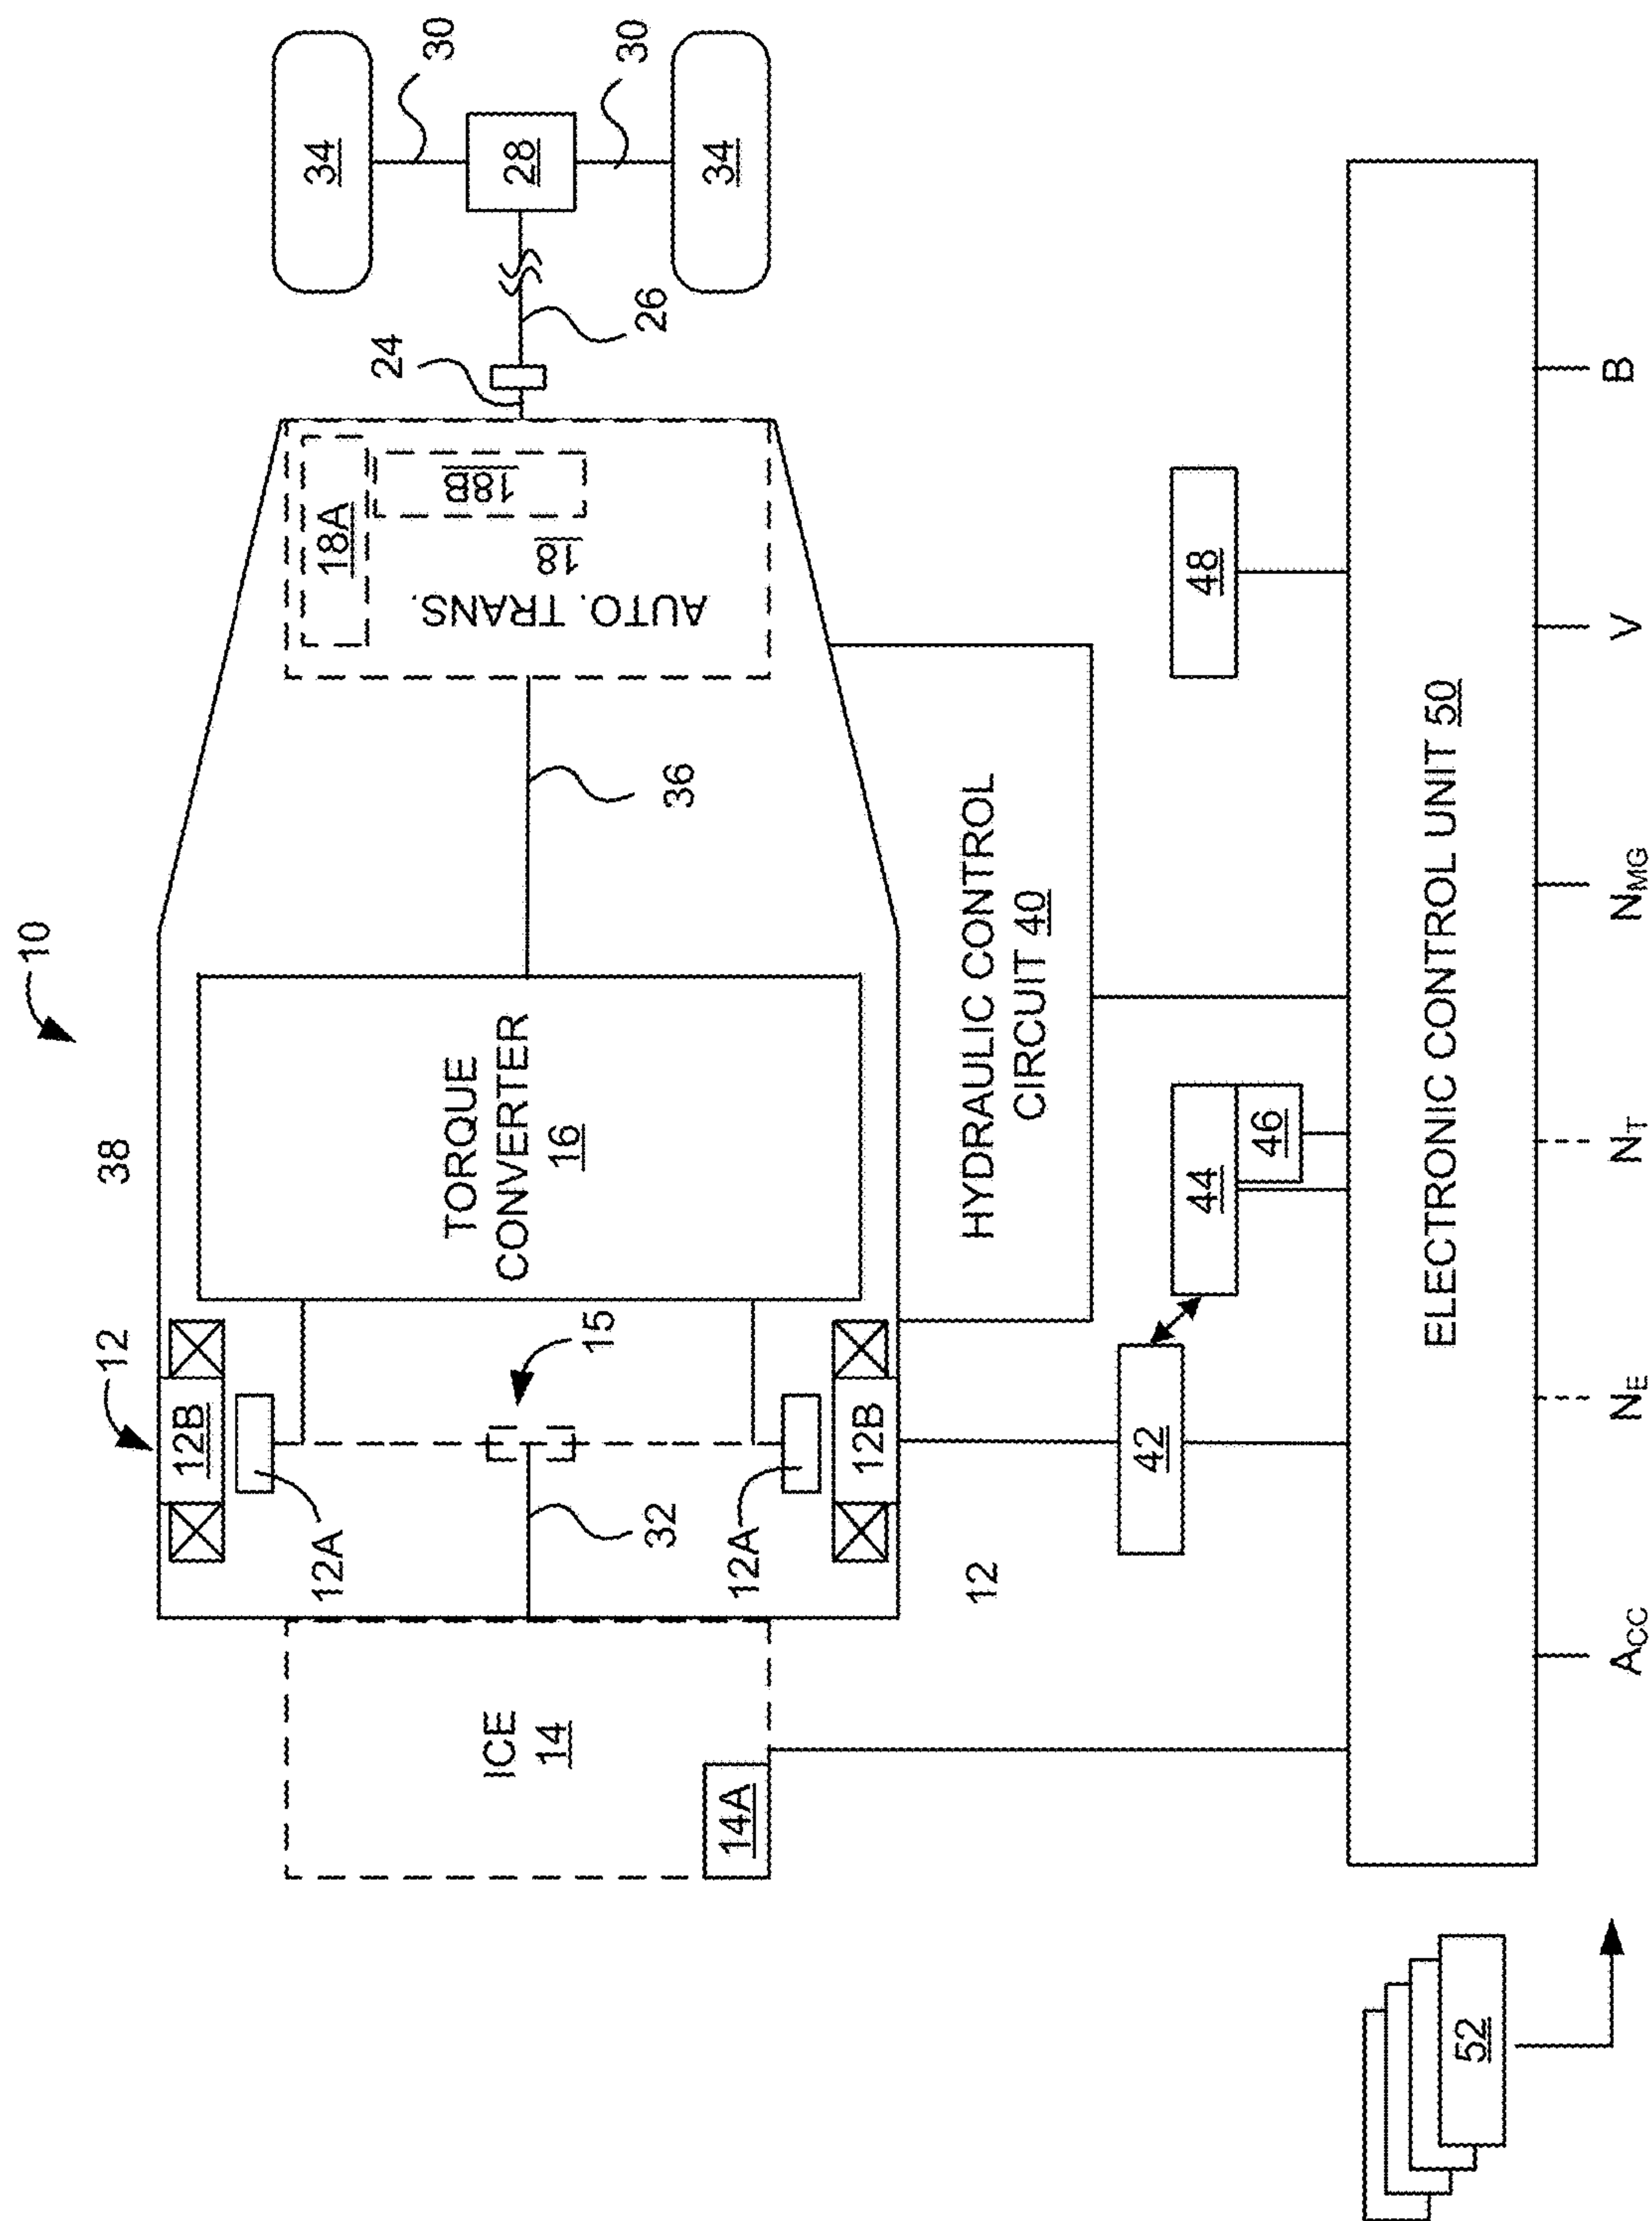 10
38
12
12B
12A
15
32
12A
12B
12
ICE
14
14A
TORQUE
CONVERTER
16
36
AUTO. TRANS.
18
18A
18B
24
26
28
30
30
34
34
HYDRAULIC CONTROL
CIRCUIT 40
42
44
46
48
ELECTRONIC CONTROL UNIT 50
52
ACC
NE
NT
NMG
V
B